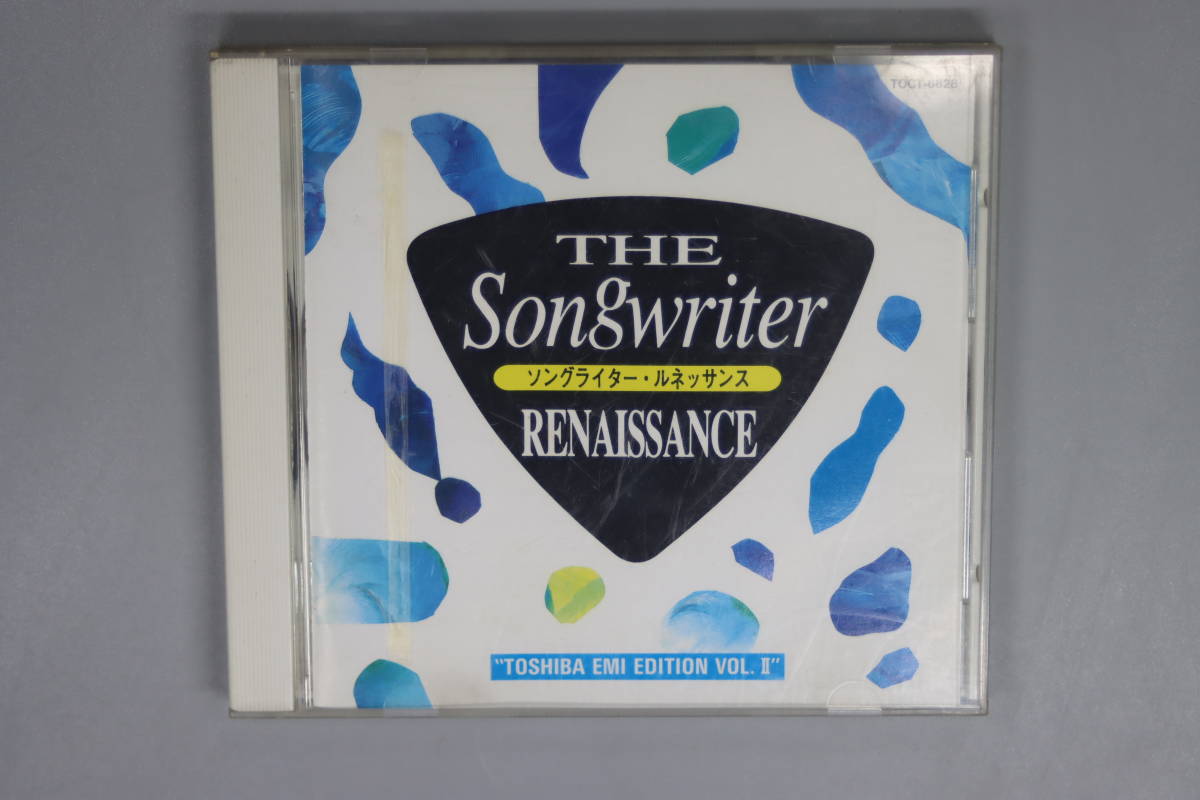 TOCT-6828
THE
Songwriter
ソングライター・ルネッサンス
RENAISSANCE
"TOSHIBA EMI EDITION VOL. II"